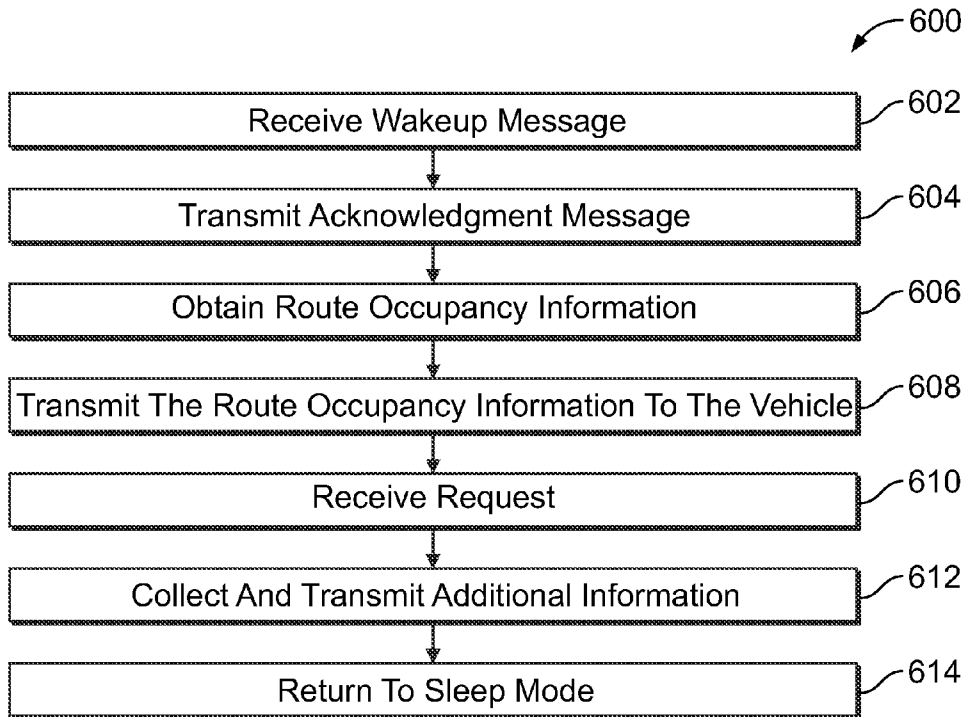 600
Receive Wakeup Message
602
Transmit Acknowledgment Message
604
Obtain Route Occupancy Information
606
Transmit The Route Occupancy Information To The Vehicle
608
Receive Request
610
Collect And Transmit Additional Information
612
Return To Sleep Mode
614